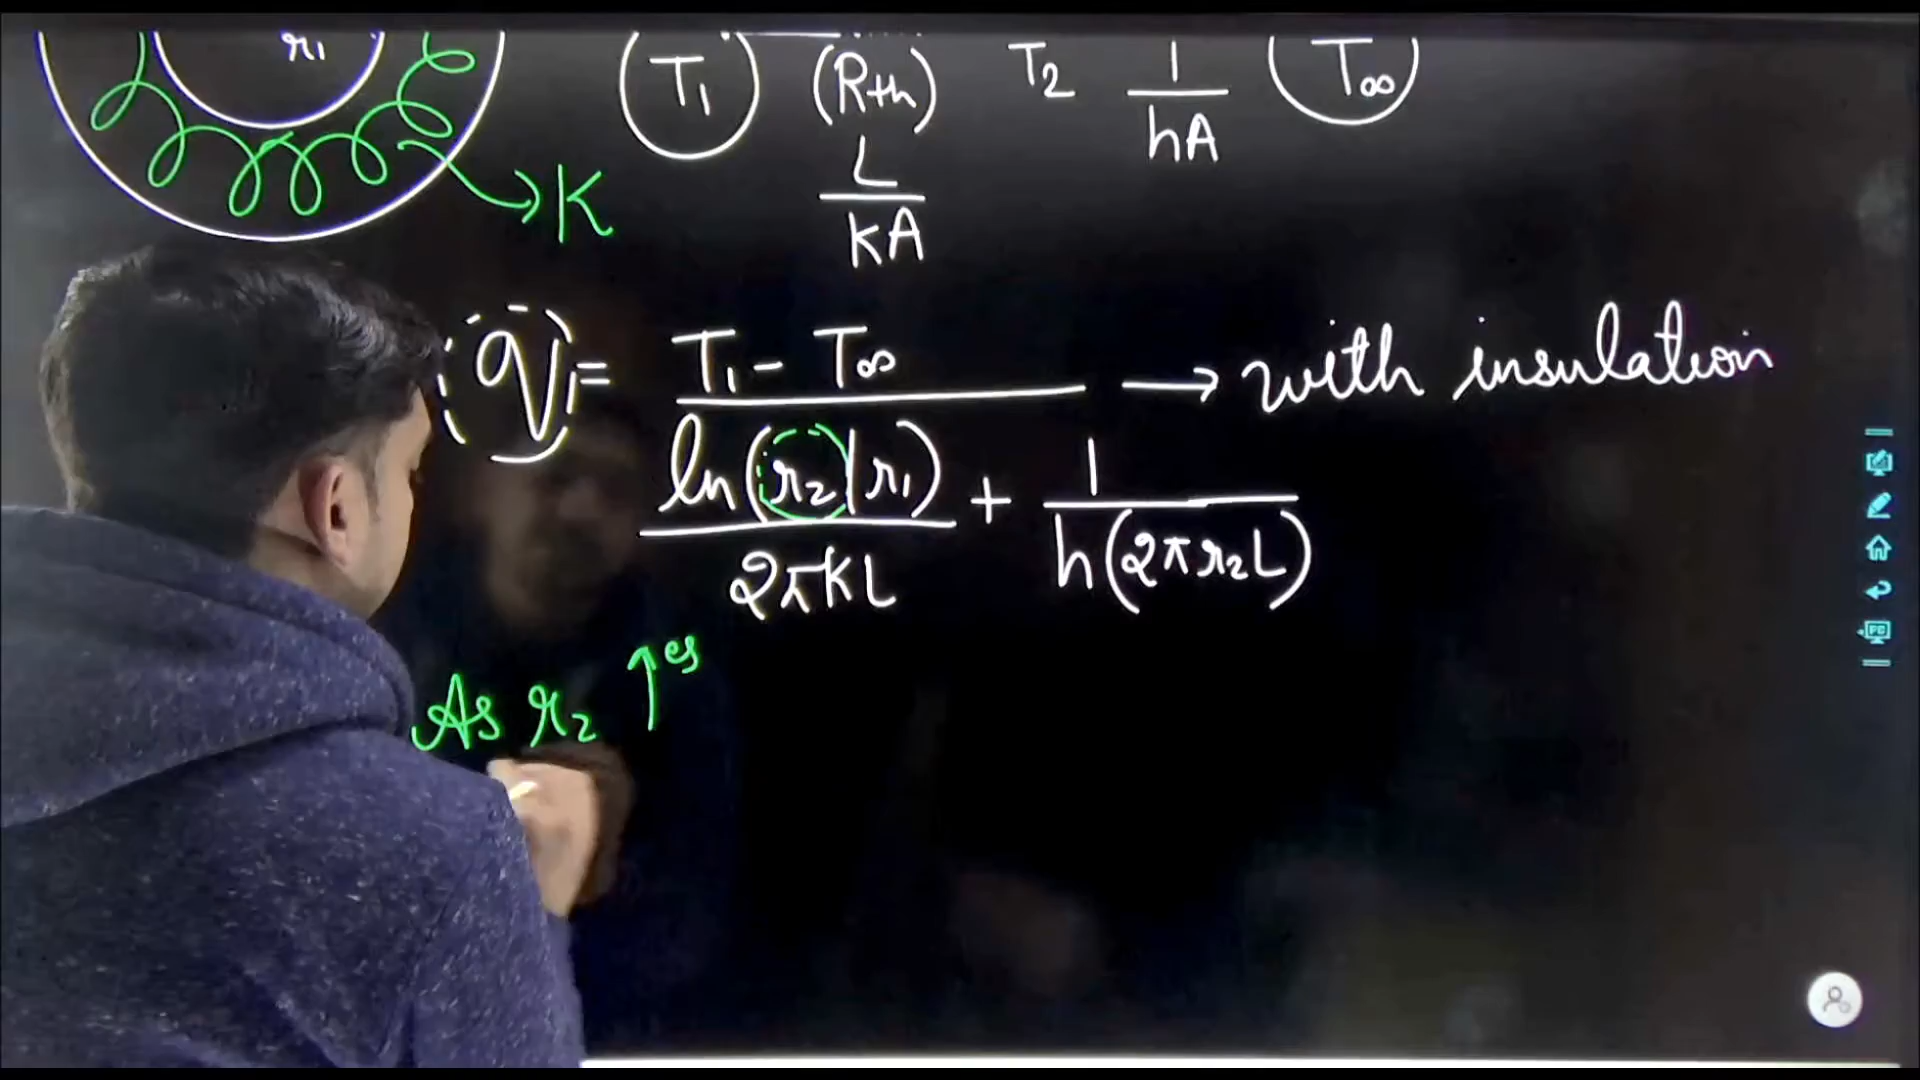 r₁
T₁ (Rth) T₂ 1/hA T∞
L/kA
K
q = (T₁ - T∞)/(ln(r₂/r₁)/2πKL + 1/h(2πr₂L)) → with insulation
As r₂ ↑es